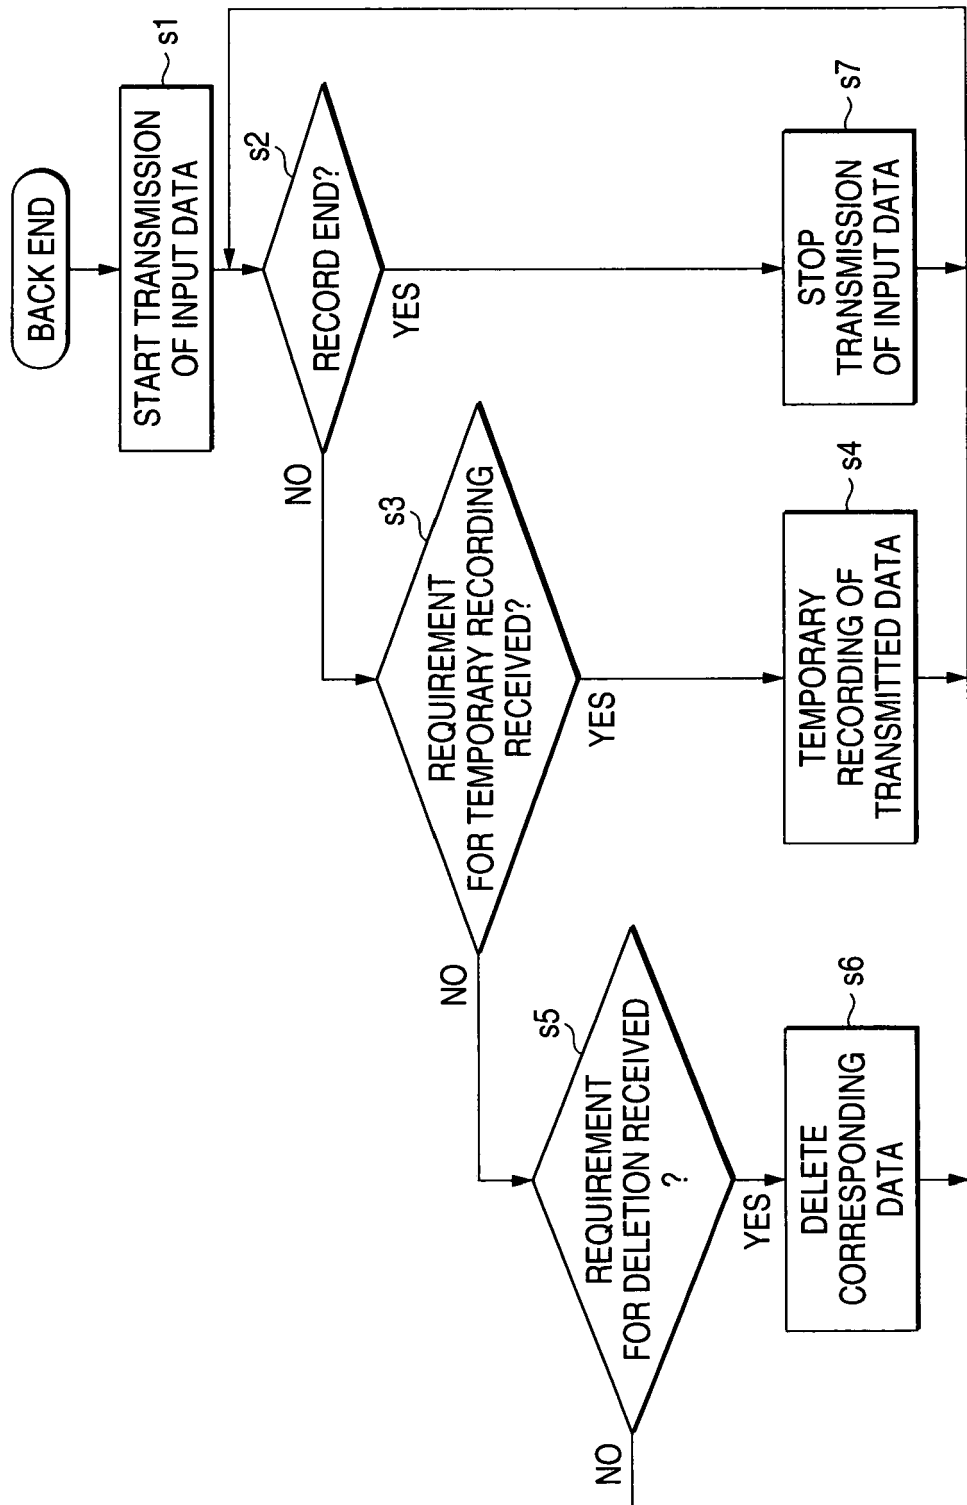 BACK END
START TRANSMISSION
OF INPUT DATA
s1
RECORD END?
s2
NO
YES
REQUIREMENT
FOR TEMPORARY RECORDING
RECEIVED?
s3
NO
YES
REQUIREMENT
FOR DELETION RECEIVED
?
s5
NO
YES
DELETE
CORRESPONDING
DATA
s6
TEMPORARY
RECORDING OF
TRANSMITTED DATA
s4
STOP
TRANSMISSION
OF INPUT DATA
s7